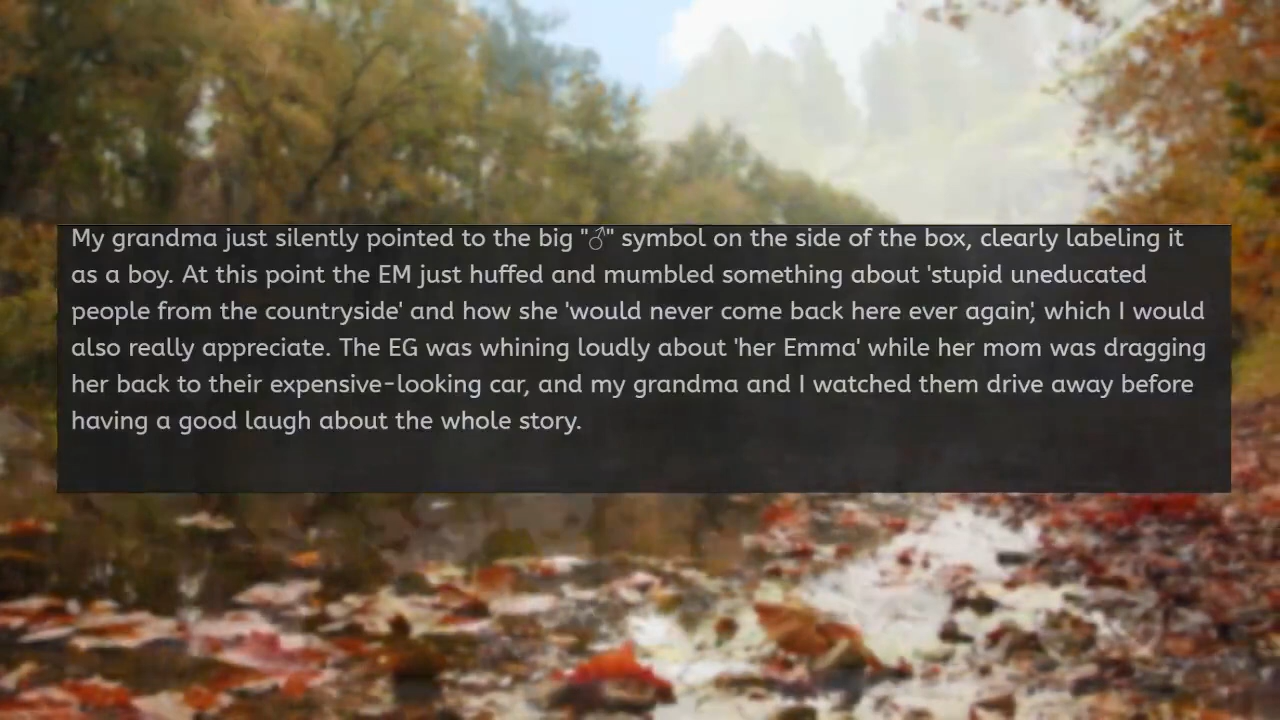 My grandma just silently pointed to the big "♂" symbol on the side of the box, clearly labeling it
as a boy. At this point the EM just huffed and mumbled something about 'stupid uneducated
people from the countryside' and how she 'would never come back here ever again', which I would
also really appreciate. The EG was whining loudly about 'her Emma' while her mom was dragging
her back to their expensive-looking car, and my grandma and I watched them drive away before
having a good laugh about the whole story.